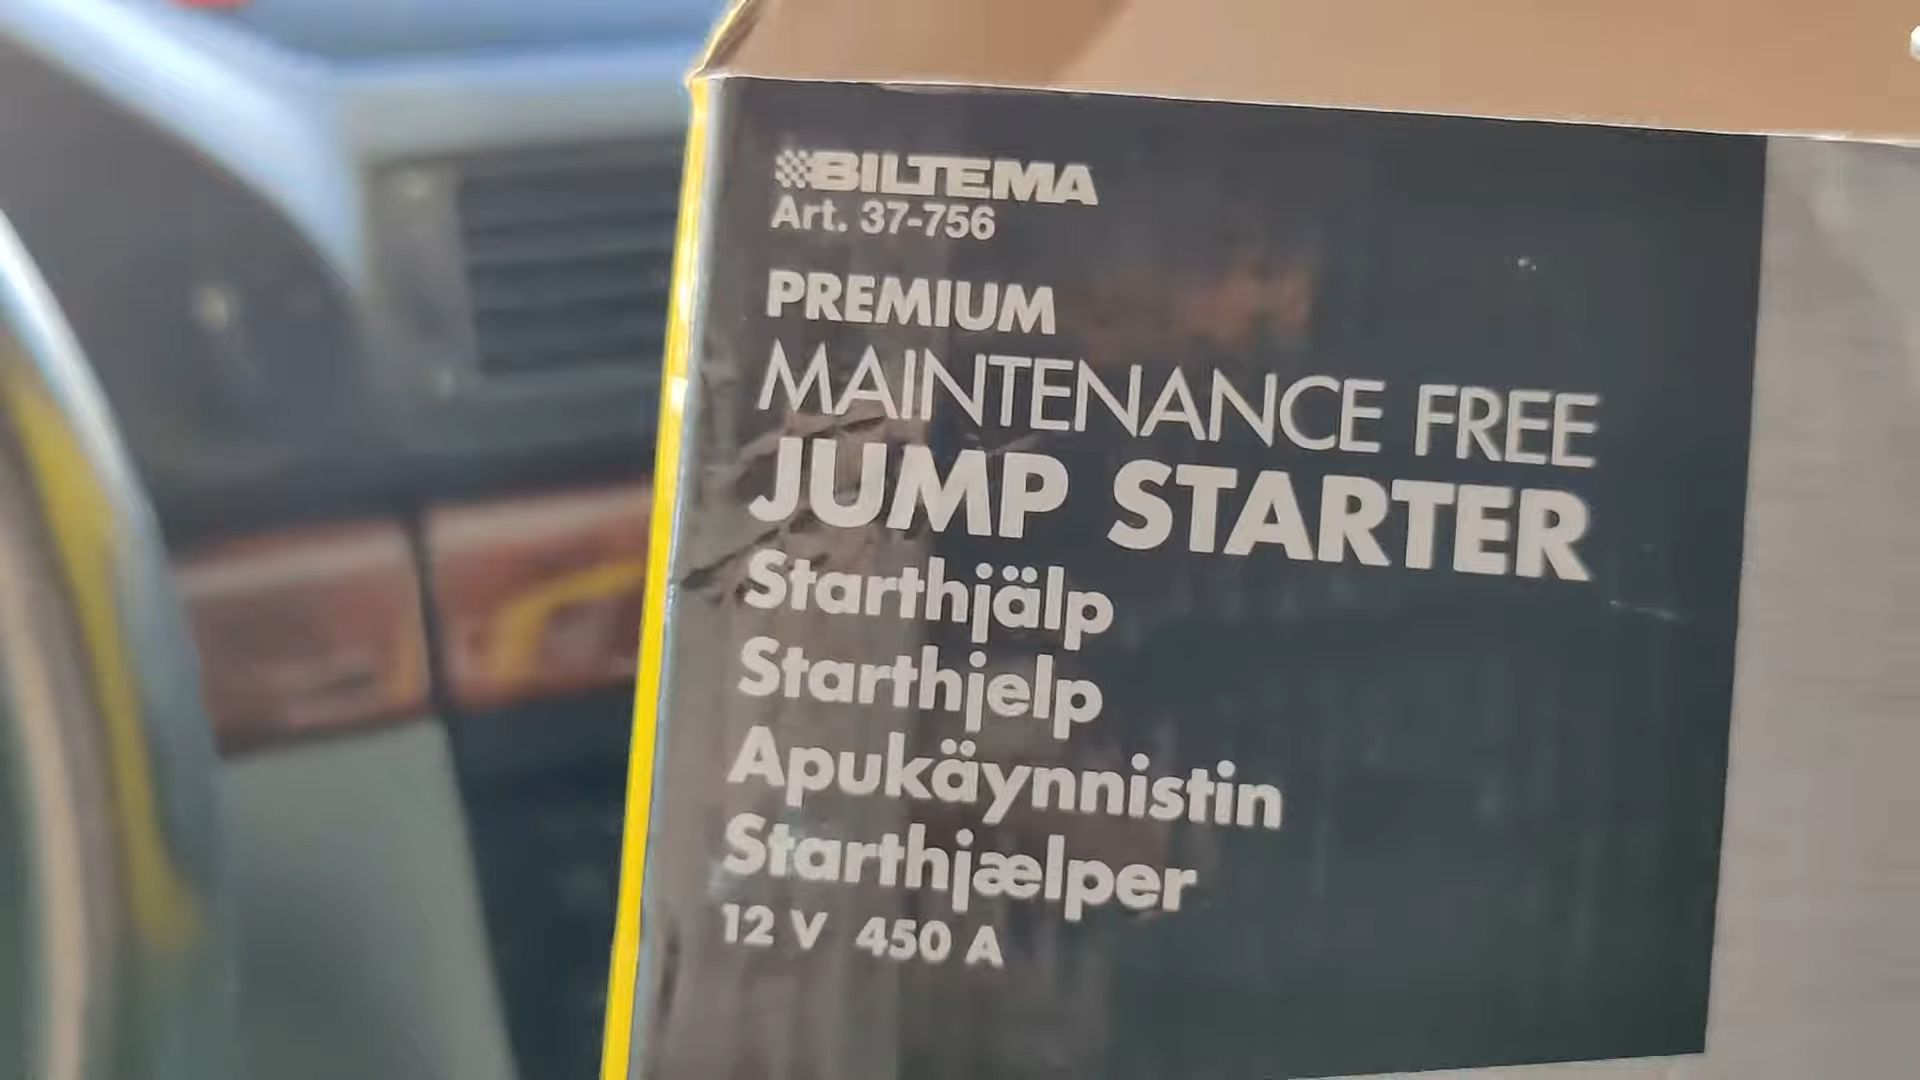 BILTEMA
Art. 37-756
PREMIUM
MAINTENANCE FREE
JUMP STARTER
Starthjälp
Starthjelp
Apukäynnistin
Starthjælper
12 V 450 A